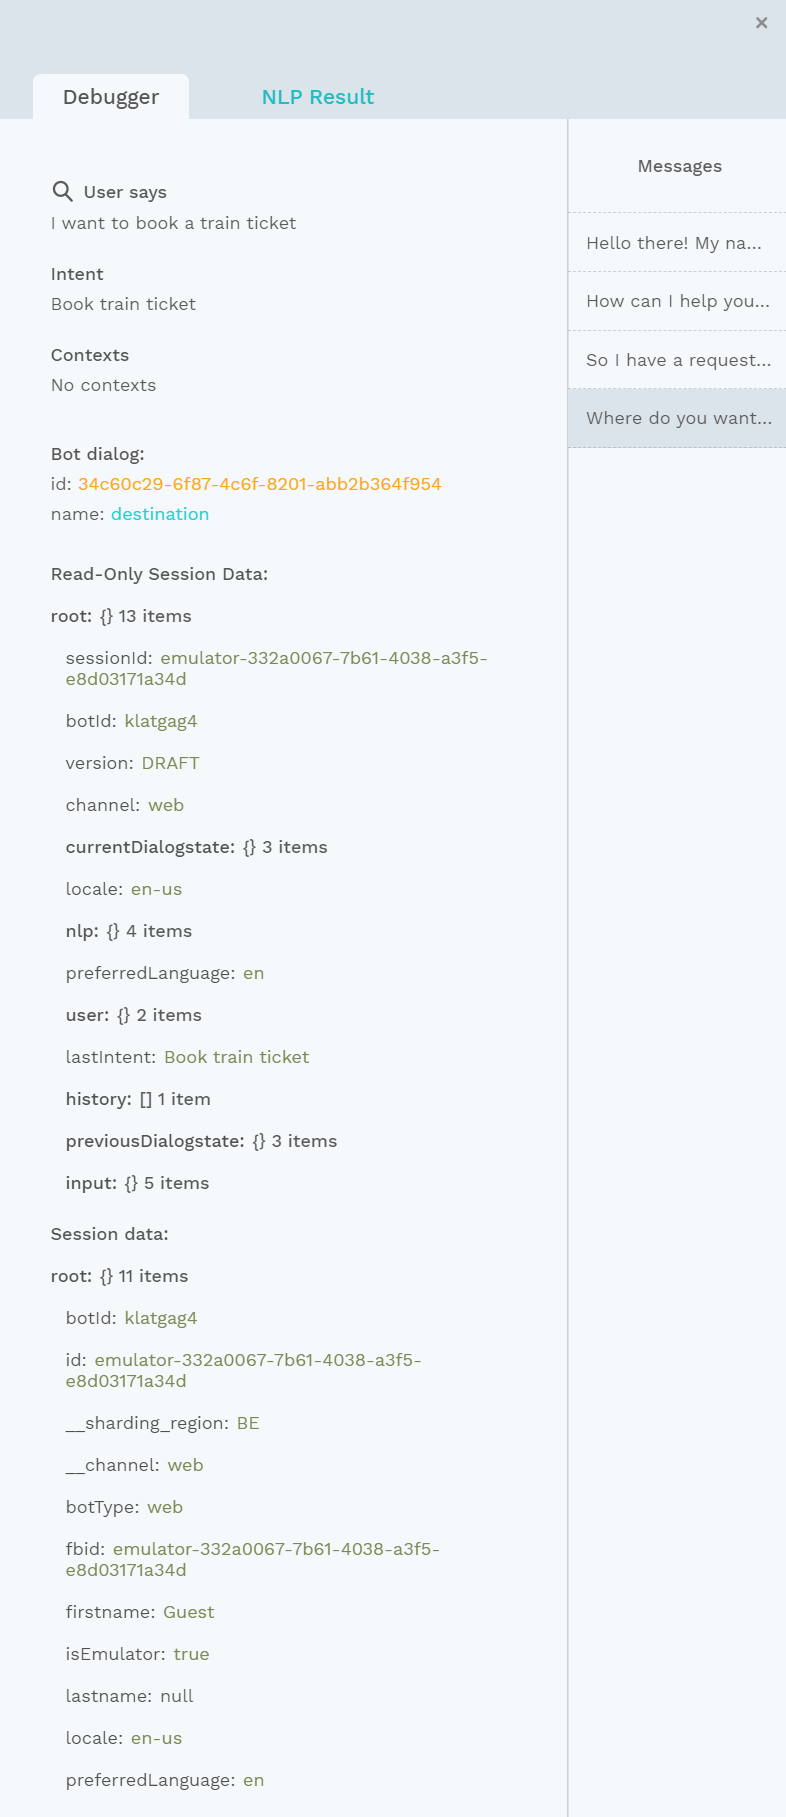 ×
Debugger
NLP Result
User says
I want to book a train ticket
Intent
Book train ticket
Contexts
No contexts
Bot dialog:
id: 34c60c29-6f87-4c6f-8201-abb2b364f954
name: destination
Read-Only Session Data:
root: {} 13 items
sessionId: emulator-332a0067-7b61-4038-a3f5-
e8d03171a34d
botId: klatgag4
version: DRAFT
channel: web
currentDialogstate: {} 3 items
locale: en-us
nlp: {} 4 items
preferredLanguage: en
user: {} 2 items
lastIntent: Book train ticket
history: [] 1 item
previousDialogstate: {} 3 items
input: {} 5 items
Session data:
root: {} 11 items
botId: klatgag4
id: emulator-332a0067-7b61-4038-a3f5-
e8d03171a34d
__sharding_region: BE
__channel: web
botType: web
fbid: emulator-332a0067-7b61-4038-a3f5-
e8d03171a34d
firstname: Guest
isEmulator: true
lastname: null
locale: en-us
preferredLanguage: en
Messages
Hello there! My na...
How can I help you...
So I have a request...
Where do you want...